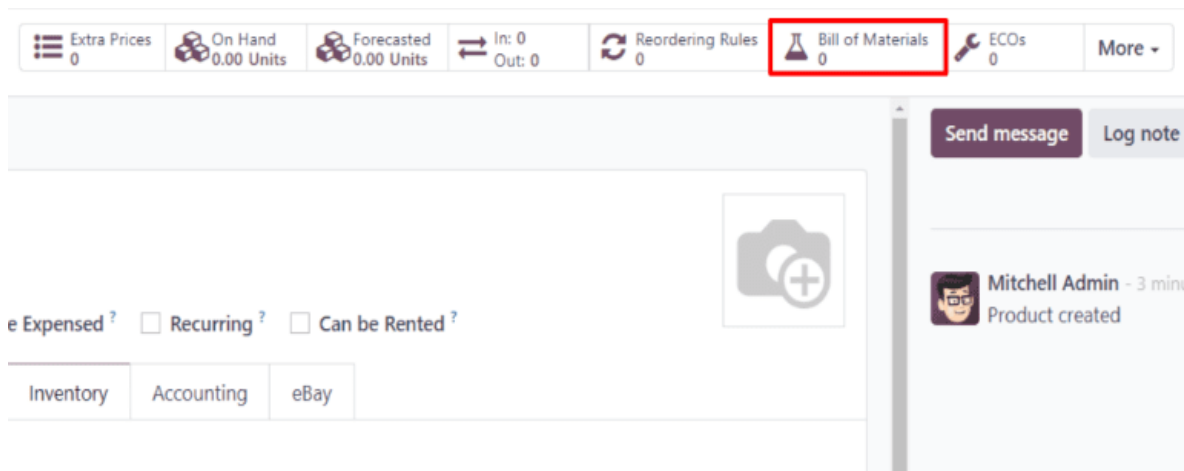 Extra Prices
0
On Hand
0.00 Units
Forecasted
0.00 Units
In: 0
Out: 0
Reordering Rules
0
Bill of Materials
0
ECOs
0
More
Send message
Log note
Mitchell Admin - 3 minu
Product created
e Expensed ?
Recurring ?
Can be Rented ?
Inventory
Accounting
eBay